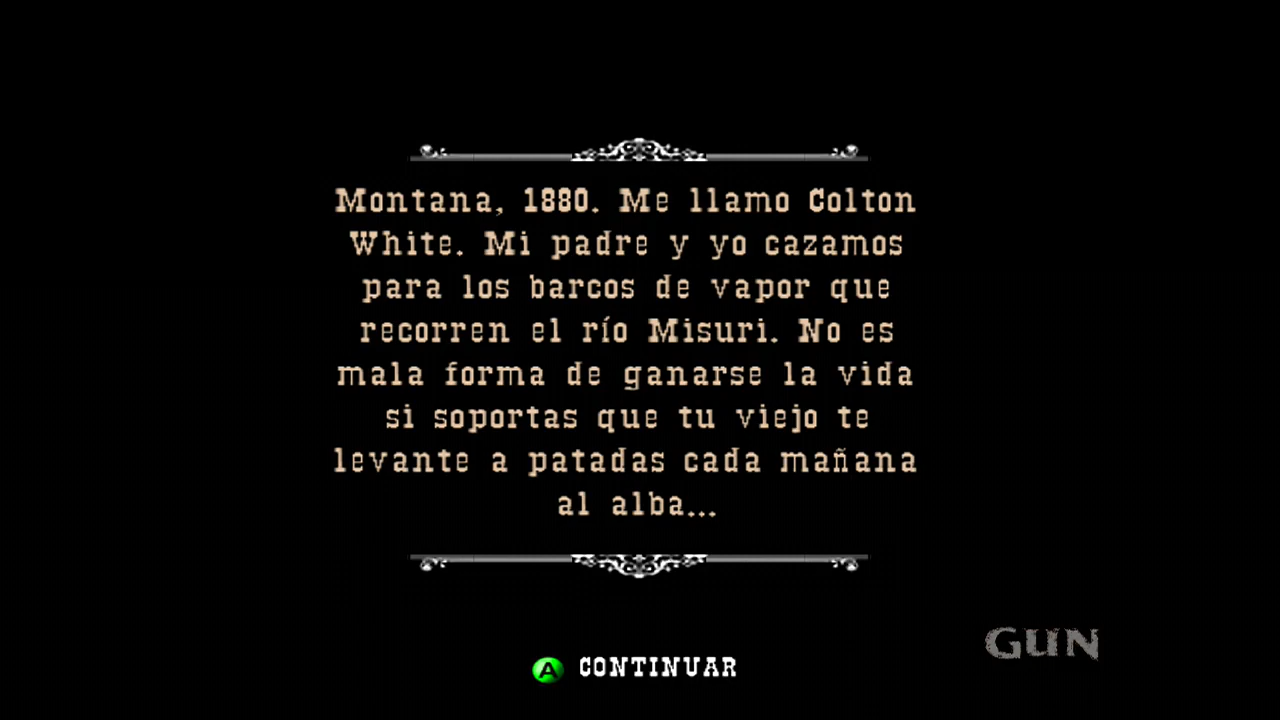 Montana, 1880. Me llamo Colton
White. Mi padre y yo cazamos
para los barcos de vapor que
recorren el río Misuri. No es
mala forma de ganarse la vida
si soportas que tu viejo te
levante a patadas cada mañana
al alba...
A CONTINUAR
GUN